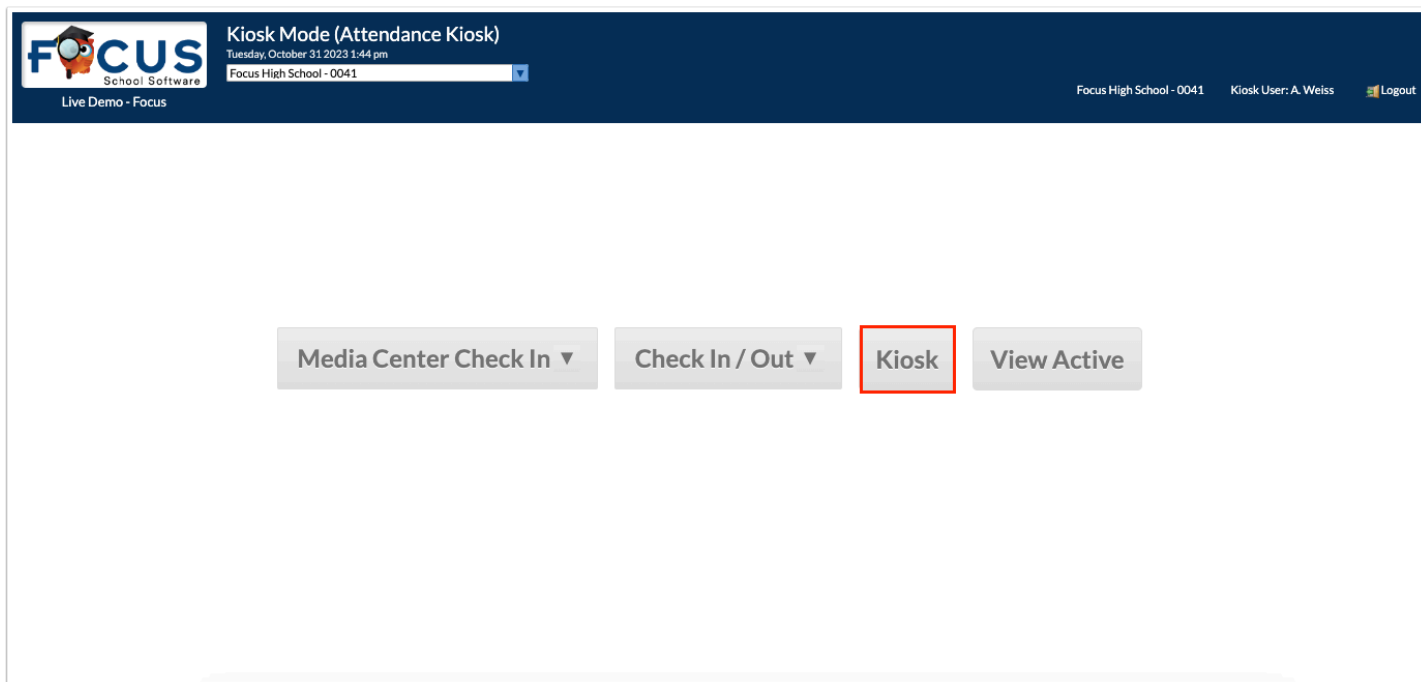 FOCUS
School Software
Live Demo - Focus
Kiosk Mode (Attendance Kiosk)
Tuesday, October 31 2023 1:44 pm
Focus High School - 0041
Focus High School - 0041 Kiosk User: A. Weiss Logout
Media Center Check In ▼ Check In / Out ▼ Kiosk View Active